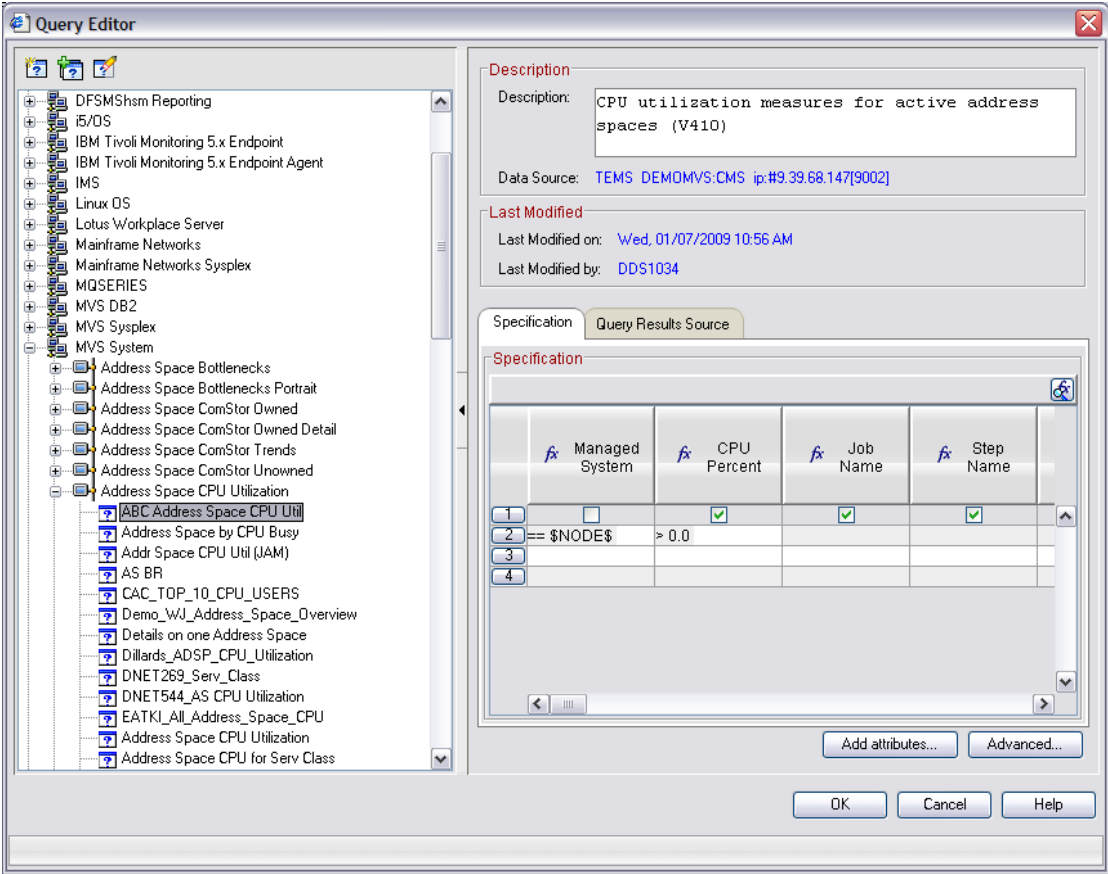 Query Editor
DFSMShsm Reporting
i5/OS
IBM Tivoli Monitoring 5.x Endpoint
IBM Tivoli Monitoring 5.x Endpoint Agent
IMS
Linux OS
Lotus Workplace Server
Mainframe Networks
Mainframe Networks Sysplex
MQSERIES
MVS DB2
MVS Sysplex
MVS System
Address Space Bottlenecks
Address Space Bottlenecks Portrait
Address Space ComStor Owned
Address Space ComStor Owned Detail
Address Space ComStor Trends
Address Space ComStor Unowned
Address Space CPU Utilization
ABC Address Space CPU Util
Address Space by CPU Busy
Addr Space CPU Util (JAM)
AS BR
CAC_TOP_10_CPU_USERS
Demo_WJ_Address_Space_Overview
Details on one Address Space
Dillards_ADSP_CPU_Utilization
DNET269_Serv_Class
DNET544_AS CPU Utilization
EATKI_All_Address_Space_CPU
Address Space CPU Utilization
Address Space CPU for Serv Class
Description
Description:
CPU utilization measures for active address
spaces (V410)
Data Source: TEMS DEMOMVS:CMS ip:#9.39.68.147[9002]
Last Modified
Last Modified on: Wed, 01/07/2009 10:56 AM
Last Modified by: DDS1034
Specification Query Results Source
Specification
fx Managed System
fx CPU Percent
fx Job Name
fx Step Name
1
2 == $NODE$ > 0.0
3
4
Add attributes... Advanced...
OK Cancel Help